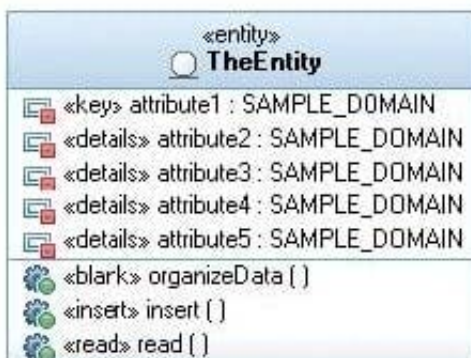 «entity»
TheEntity
«key» attribute1 : SAMPLE_DOMAIN
«details» attribute2 : SAMPLE_DOMAIN
«details» attribute3 : SAMPLE_DOMAIN
«details» attribute4 : SAMPLE_DOMAIN
«details» attribute5 : SAMPLE_DOMAIN
«blark» organizeData ( )
«insert» insert ( )
«read» read ( )